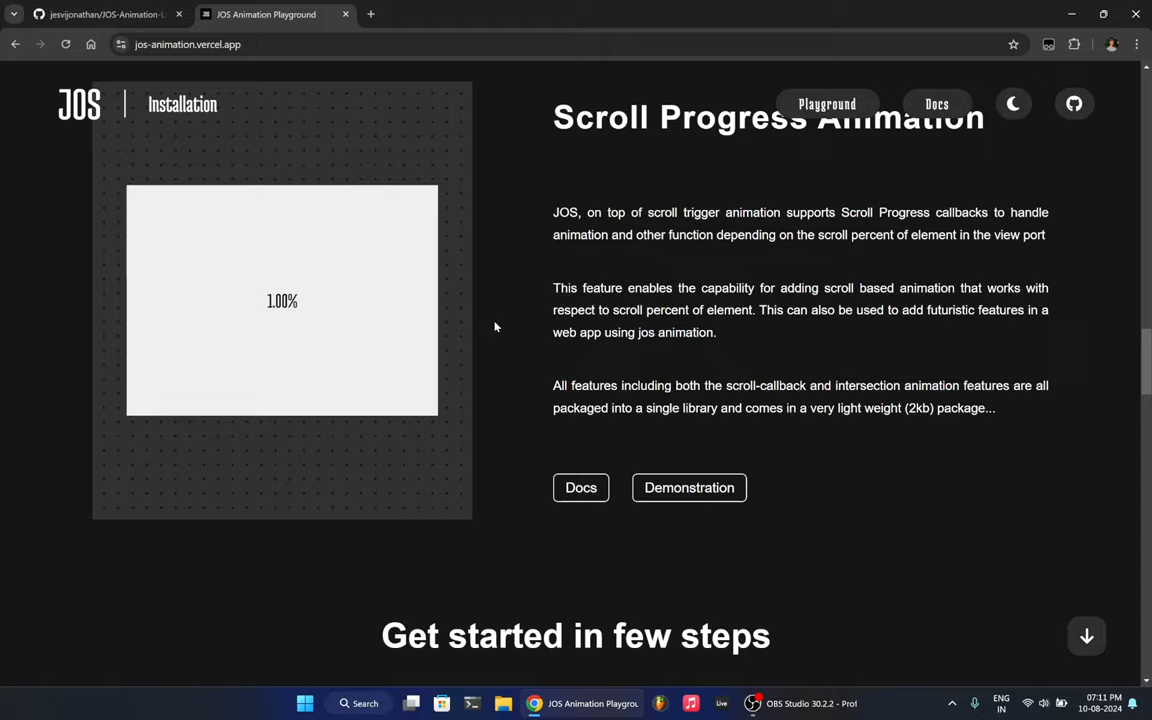 jesvijonathan/JOS-Animation-L
JOS Animation Playground
jos-animation.vercel.app
JOS
Installation
Playground
Docs
Scroll Progress Animation
JOS, on top of scroll trigger animation supports Scroll Progress callbacks to handle
animation and other function depending on the scroll percent of element in the view port
1.00%
This feature enables the capability for adding scroll based animation that works with
respect to scroll percent of element. This can also be used to add futuristic features in a
web app using jos animation.
All features including both the scroll-callback and intersection animation features are all
packaged into a single library and comes in a very light weight (2kb) package...
Docs
Demonstration
Get started in few steps
Search
JOS Animation Playgrou
Live
OBS Studio 30.2.2 - Prof
ENG
IN
07:11 PM
10-08-2024